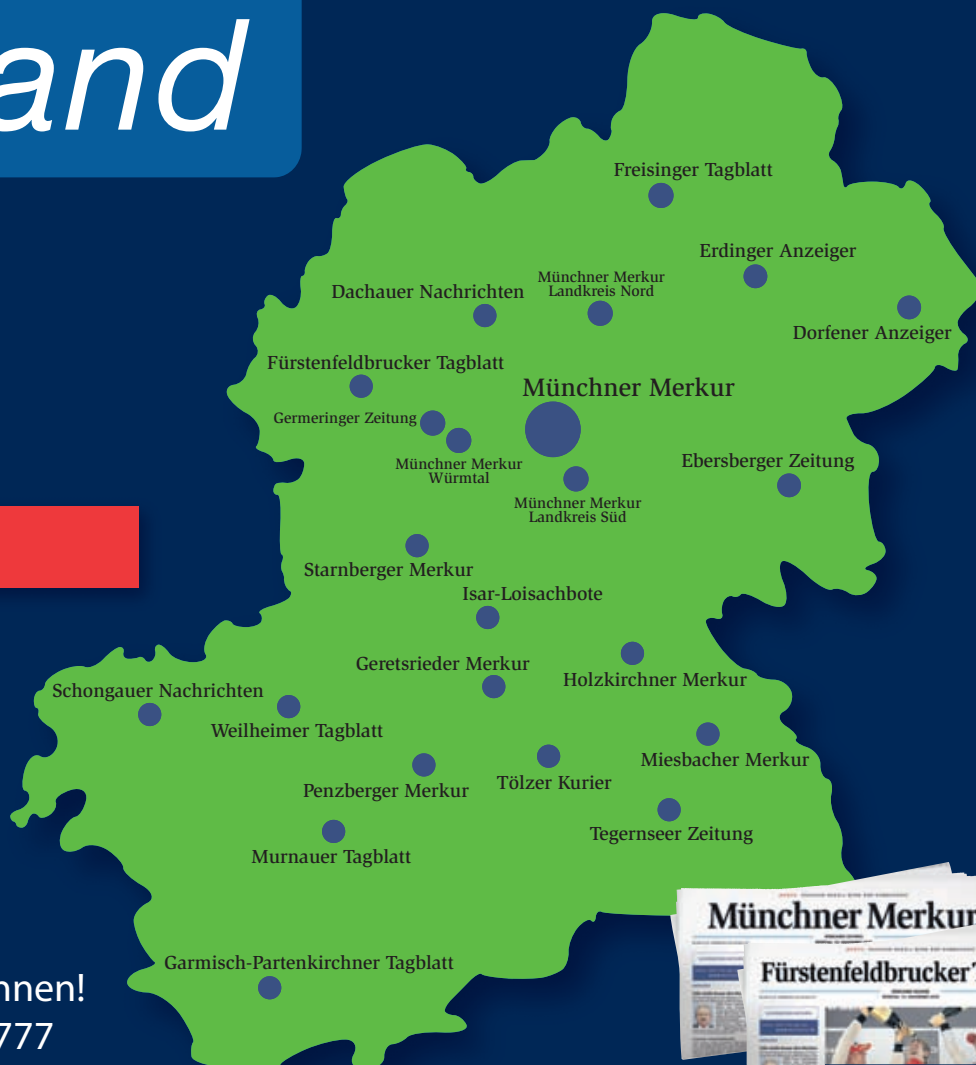 and
Freisinger Tagblatt
Erdinger Anzeiger
Münchner Merkur
Landkreis Nord
Dachauer Nachrichten
Dorfener Anzeiger
Fürstenfeldbrucker Tagblatt
Münchner Merkur
Germeringer Zeitung
Münchner Merkur
Würmtal
Ebersberger Zeitung
Münchner Merkur
Landkreis Süd
Starnberger Merkur
Isar-Loisachbote
Geretsrieder Merkur
Holzkirchner Merkur
Schongauer Nachrichten
Weilheimer Tagblatt
Miesbacher Merkur
Penzberger Merkur
Tölzer Kurier
Tegernseer Zeitung
Murnauer Tagblatt
Münchner Merkur
Garmisch-Partenkirchner Tagblatt
Fürstenfeldbrucker
nnen!
777